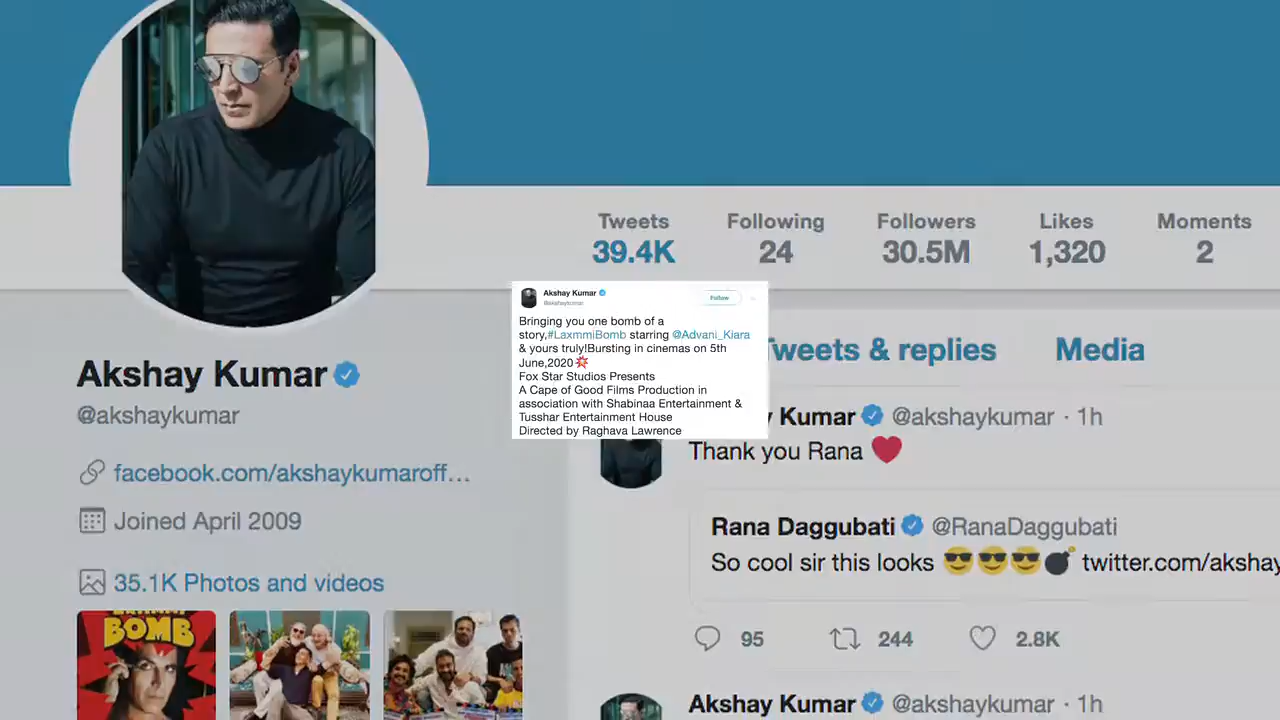 Tweets
39.4K
Following
24
Followers
30.5M
Likes
1,320
Moments
2
Akshay Kumar
@akshaykumar
Follow
Bringing you one bomb of a
story,#LaxmmiBomb starring @Advani_Kiara
& yours truly!Bursting in cinemas on 5th
June,2020💥
Fox Star Studios Presents
A Cape of Good Films Production in
association with Shabinaa Entertainment &
Tusshar Entertainment House
Directed by Raghava Lawrence
Akshay Kumar
@akshaykumar
facebook.com/akshaykumaroff…
Joined April 2009
35.1K Photos and videos
BOMB
Tweets & replies
Media
Kumar @akshaykumar · 1h
Thank you Rana ❤️
Rana Daggubati @RanaDaggubati
So cool sir this looks 😎😎😎💣 twitter.com/akshay
95
244
2.8K
Akshay Kumar @akshaykumar · 1h